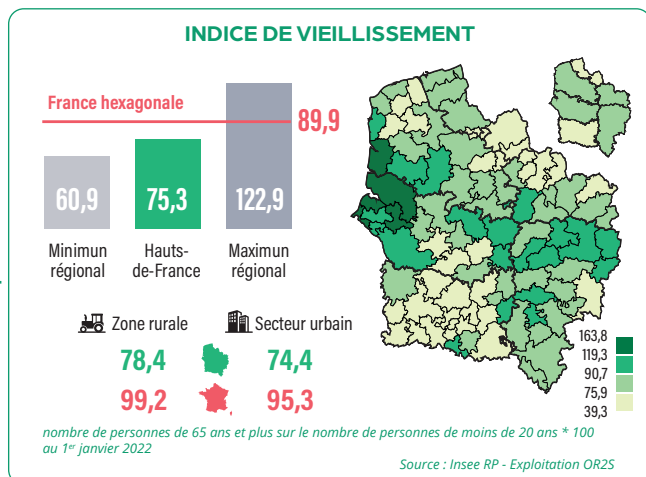 INDICE DE VIEILLISSEMENT
France hexagonale
89,9
60,9
75,3
122,9
Minimun régional
Hauts-de-France
Maximun régional
Zone rurale
Secteur urbain
78,4
74,4
99,2
95,3
163,8
119,3
90,7
75,9
39,3
nombre de personnes de 65 ans et plus sur le nombre de personnes de moins de 20 ans * 100
au 1er janvier 2022
Source : Insee RP - Exploitation OR2S